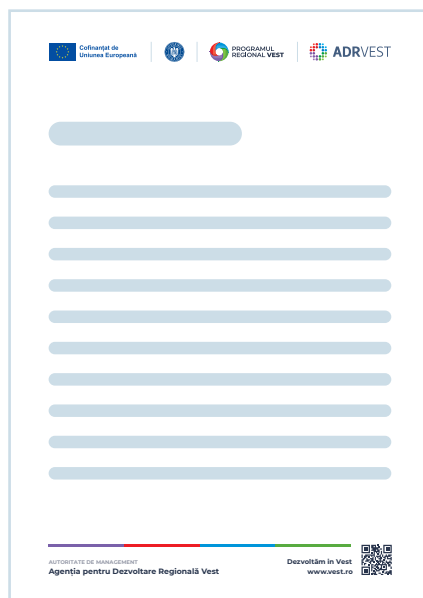 Cofinanțat de
Uniunea Europeană
PROGRAMUL
REGIONAL VEST
ADRVEST
AUTORITATE DE MANAGEMENT
Agenția pentru Dezvoltare Regională Vest
Dezvoltăm în Vest
www.vest.ro